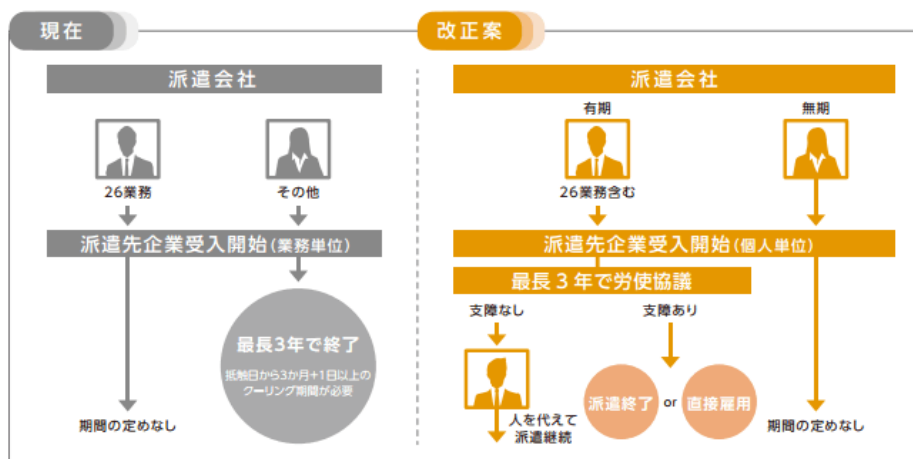 現在
派遣会社
26業務
その他
派遣先企業受入開始(業務単位)
最長3年で終了
抵触日から3か月+1日以上の
クーリング期間が必要
期間の定めなし
改正案
派遣会社
有期
無期
26業務含む
派遣先企業受入開始(個人単位)
最長3年で労使協議
支障なし
支障あり
人を代えて
派遣継続
派遣終了 or 直接雇用
期間の定めなし